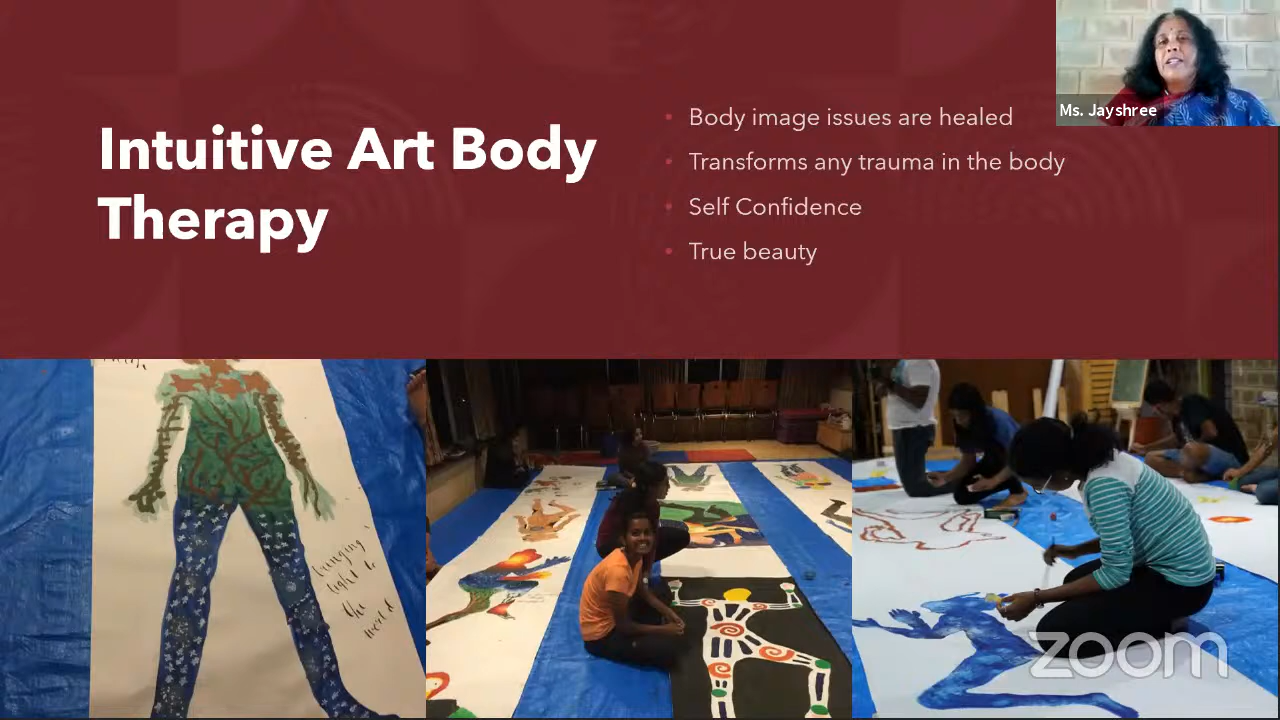 Intuitive Art Body
Therapy
• Body image issues are healed
• Transforms any trauma in the body
• Self Confidence
• True beauty
Ms. Jayshree
bringing
light to
the
world
zoom